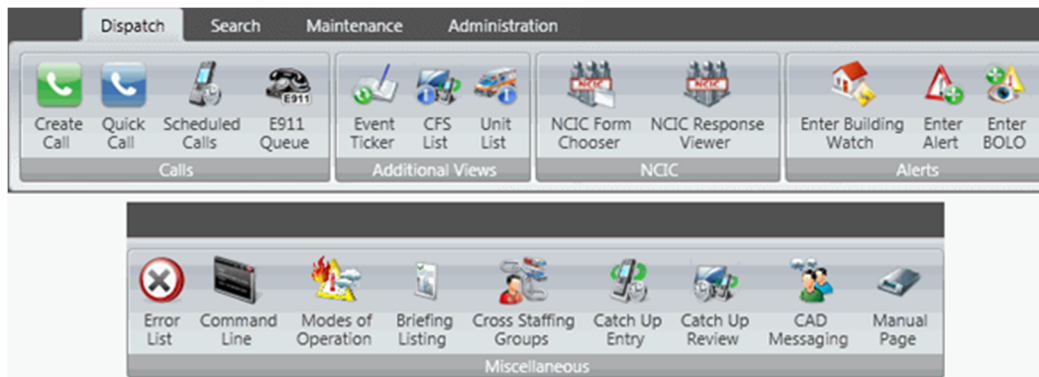 Dispatch Search Maintenance Administration
E911
NCIC NCIC
Create Quick Scheduled E911 Event CFS Unit NCIC Form NCIC Response Enter Building Enter Enter
Call Call Calls Queue Ticker List List Chooser Viewer Watch Alert BOLO
Calls Additional Views NCIC Alerts
Error Command Modes of Briefing Cross Staffing Catch Up Catch Up CAD Manual
List Line Operation Listing Groups Entry Review Messaging Page
Miscellaneous